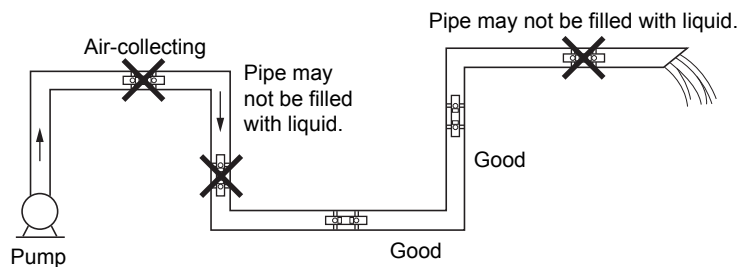 Pipe may not be filled with liquid.
Air-collecting
Pipe may
not be filled
with liquid.
Good
Good
Pump